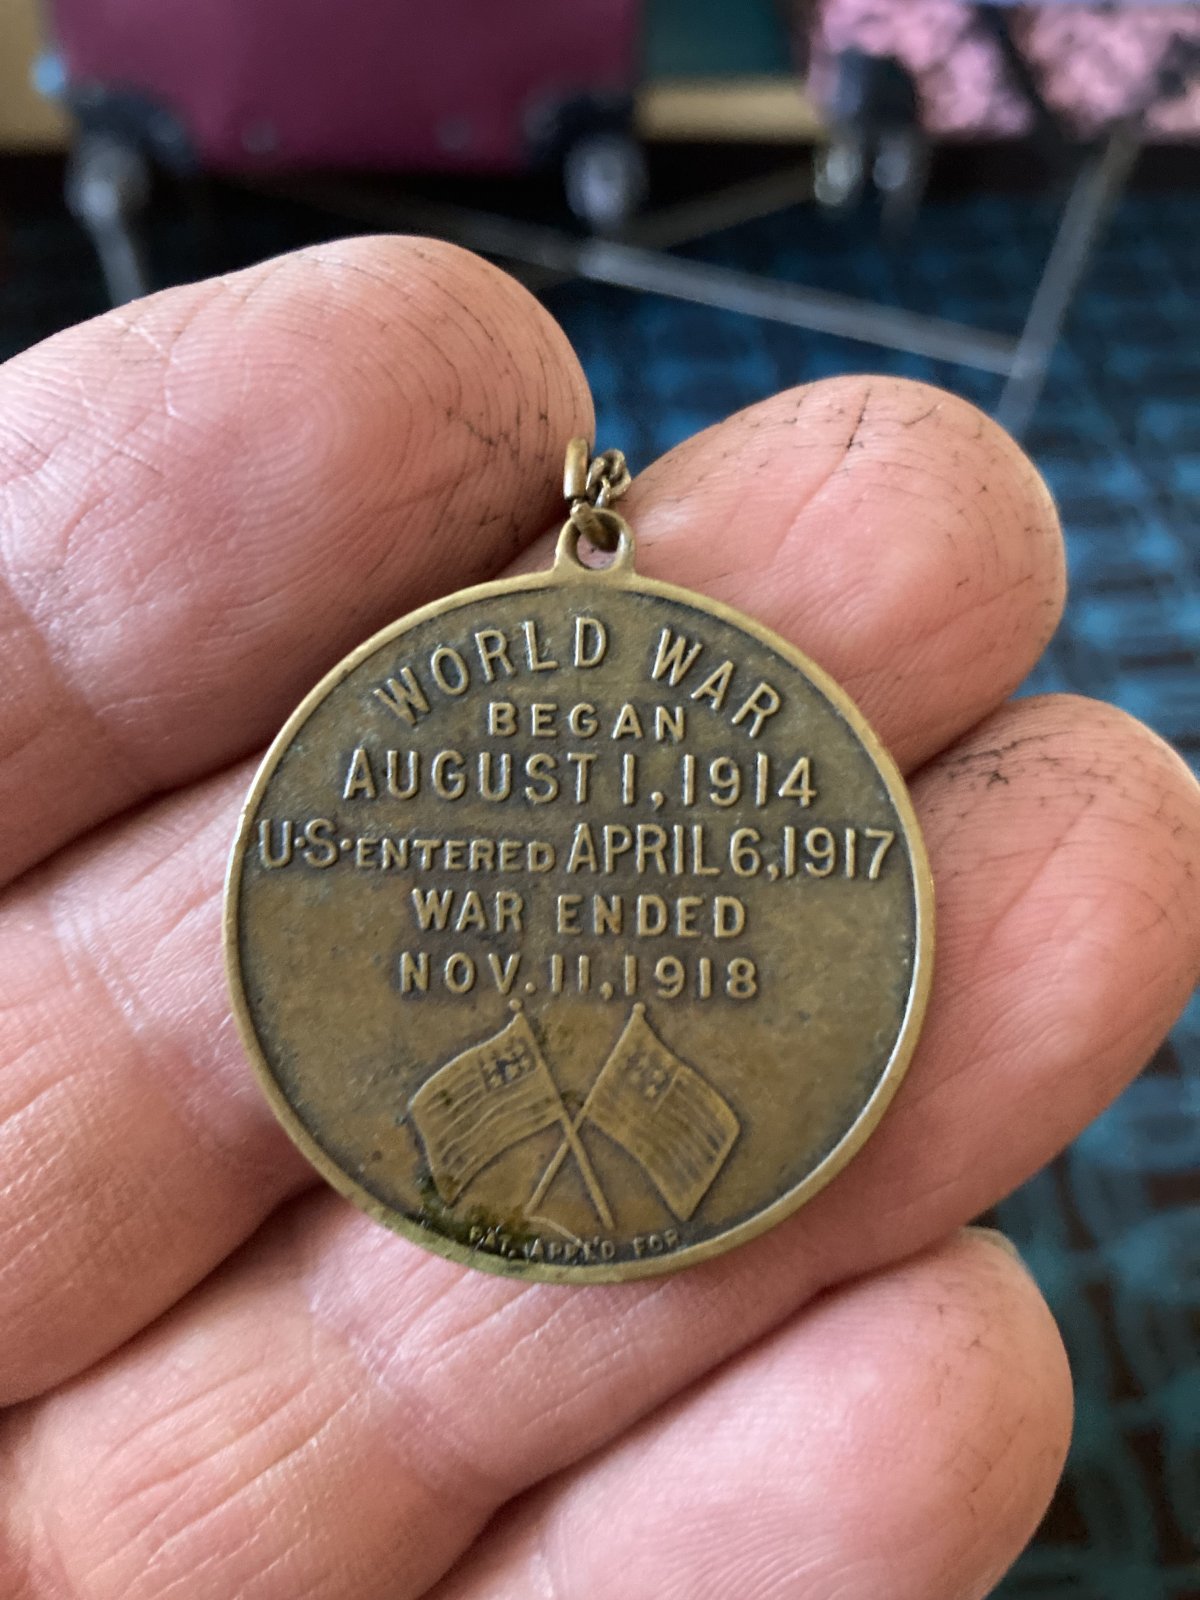 WORLD WAR
BEGAN
AUGUST 1, 1914
U·S·ENTERED APRIL 6, 1917
WAR ENDED
NOV. 11, 1918
PAT. APPL'D FOR